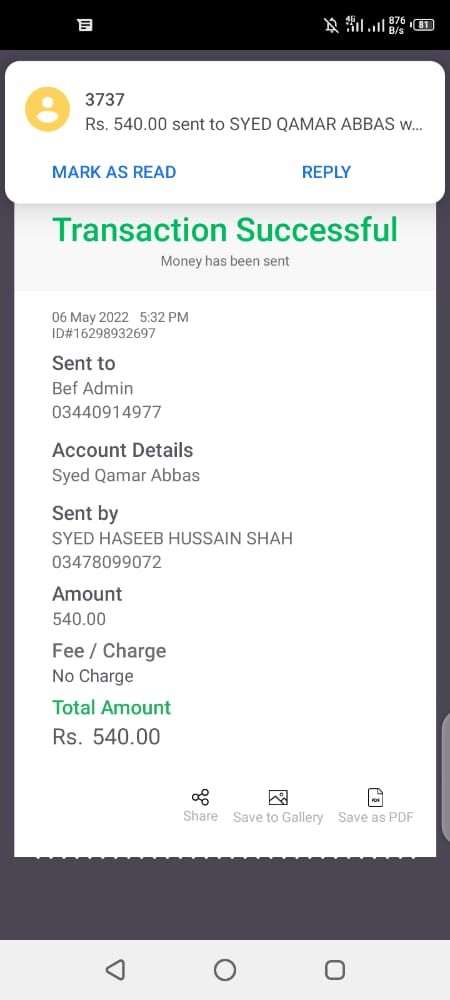 4G 876 B/s 81
3737
Rs. 540.00 sent to SYED QAMAR ABBAS w...
MARK AS READ REPLY
Transaction Successful
Money has been sent
06 May 2022 5:32 PM
ID#16298932697
Sent to
Bef Admin
03440914977
Account Details
Syed Qamar Abbas
Sent by
SYED HASEEB HUSSAIN SHAH
03478099072
Amount
540.00
Fee / Charge
No Charge
Total Amount
Rs. 540.00
PDF
Share Save to Gallery Save as PDF